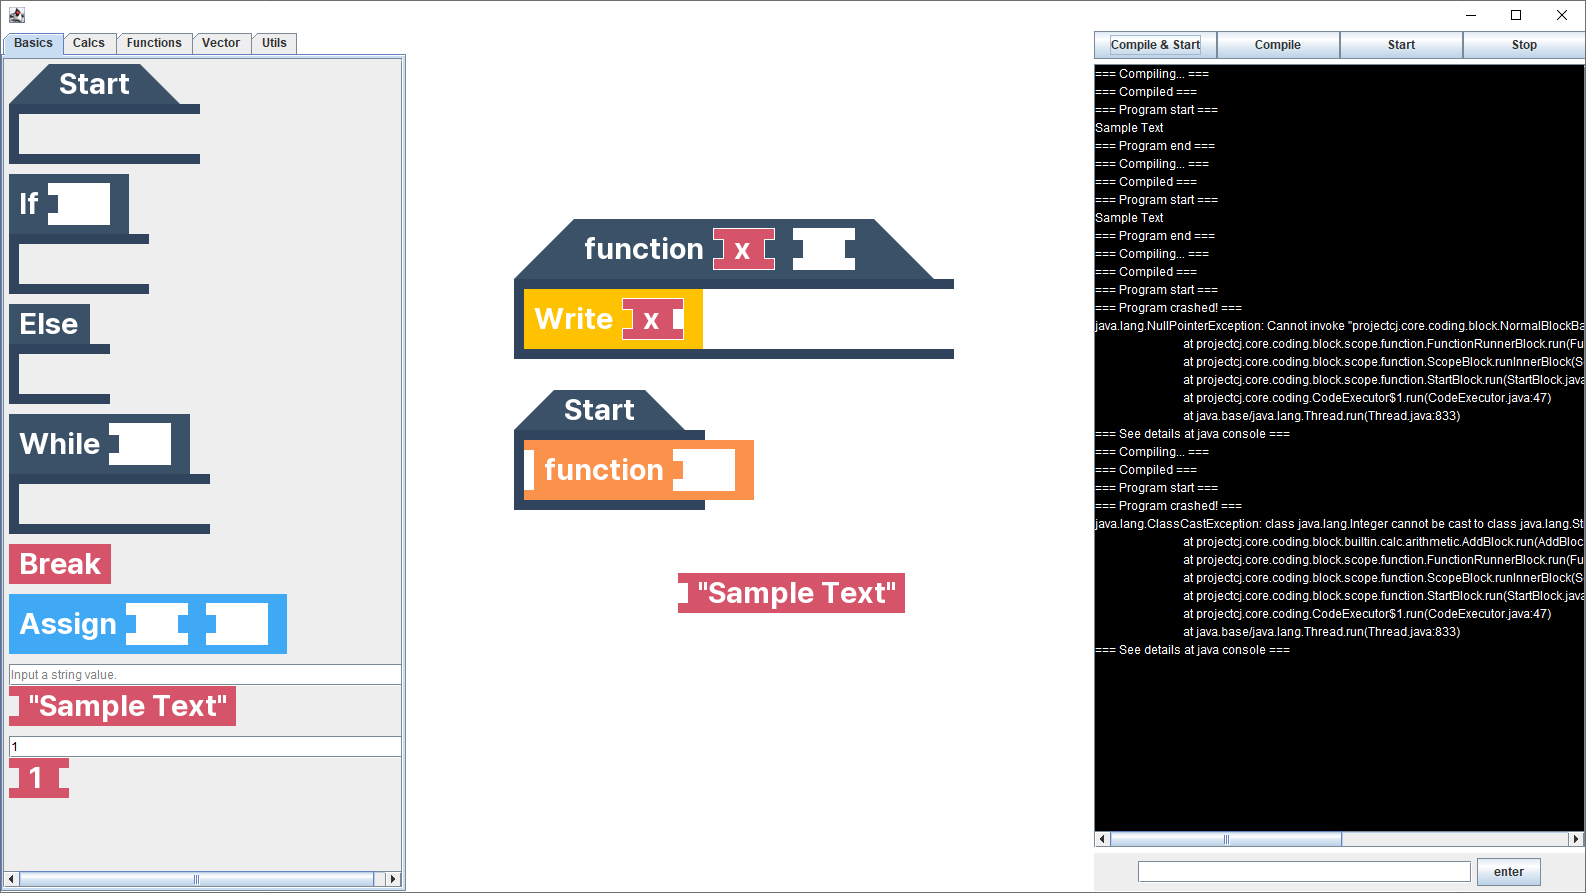 Basics Calcs Functions Vector Utils
Start
If
Else
While
Break
Assign
Input a string value.
"Sample Text"
1
1
function x
Write x
Start
function
"Sample Text"
Compile & Start Compile Start Stop
=== Compiling... ===
=== Compiled ===
=== Program start ===
Sample Text
=== Program end ===
=== Compiling... ===
=== Compiled ===
=== Program start ===
Sample Text
=== Program end ===
=== Compiling... ===
=== Compiled ===
=== Program start ===
=== Program crashed! ===
java.lang.NullPointerException: Cannot invoke "projectcj.core.coding.block.NormalBlockBa
at projectcj.core.coding.block.scope.function.FunctionRunnerBlock.run(Fu
at projectcj.core.coding.block.scope.function.ScopeBlock.runInnerBlock(S
at projectcj.core.coding.block.scope.function.StartBlock.run(StartBlock.java
at projectcj.core.coding.CodeExecutor$1.run(CodeExecutor.java:47)
at java.base/java.lang.Thread.run(Thread.java:833)
=== See details at java console ===
=== Compiling... ===
=== Compiled ===
=== Program start ===
=== Program crashed! ===
java.lang.ClassCastException: class java.lang.Integer cannot be cast to class java.lang.St
at projectcj.core.coding.block.builtin.calc.arithmetic.AddBlock.run(AddBloc
at projectcj.core.coding.block.scope.function.FunctionRunnerBlock.run(Fu
at projectcj.core.coding.block.scope.function.ScopeBlock.runInnerBlock(S
at projectcj.core.coding.block.scope.function.StartBlock.run(StartBlock.java
at projectcj.core.coding.CodeExecutor$1.run(CodeExecutor.java:47)
at java.base/java.lang.Thread.run(Thread.java:833)
=== See details at java console ===
enter